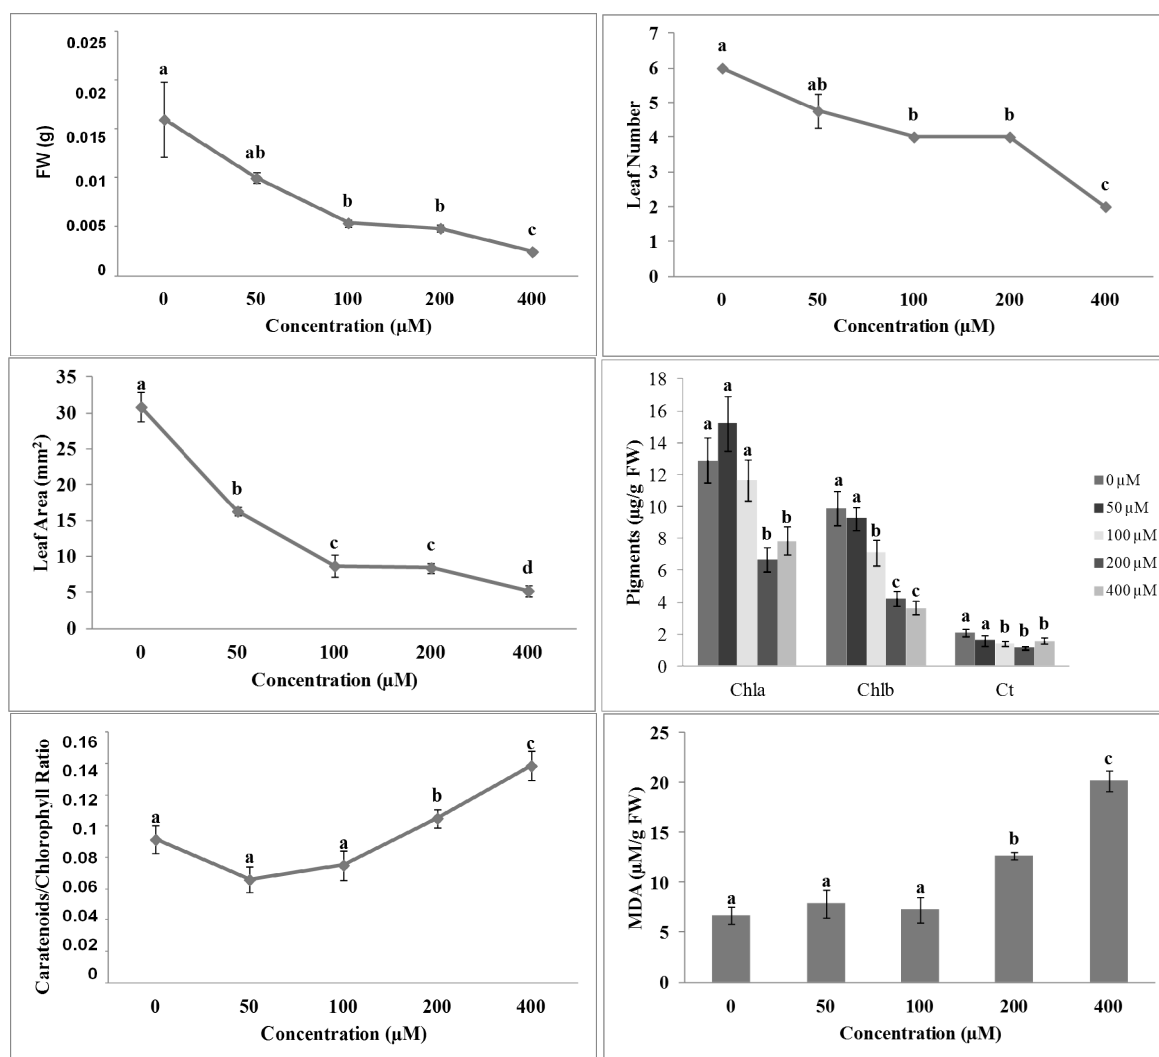 FW (g)
0.025
0.02
0.015
0.01
0.005
0
a
ab
b
b
c
0 50 100 200 400
Concentration (µM)
Leaf Number
7
6
5
4
3
2
1
0
a
ab
b
b
c
0 50 100 200 400
Concentration (µM)
Leaf Area (mm²)
35
30
25
20
15
10
5
0
a
b
c
c
d
0 50 100 200 400
Concentration (µM)
Pigments (µg/g FW)
18
16
14
12
10
8
6
4
2
0
a a a b b
a a b c c
a a b b b
Chla Chlb Ct
0 µM
50 µM
100 µM
200 µM
400 µM
Caratenoids/Chlorophyll Ratio
0.16
0.14
0.12
0.1
0.08
0.06
0.04
0.02
0
a
a
a
b
c
0 50 100 200 400
Concentration (µM)
MDA (µM/g FW)
25
20
15
10
5
0
a
a
a
b
c
0 50 100 200 400
Concentration (µM)